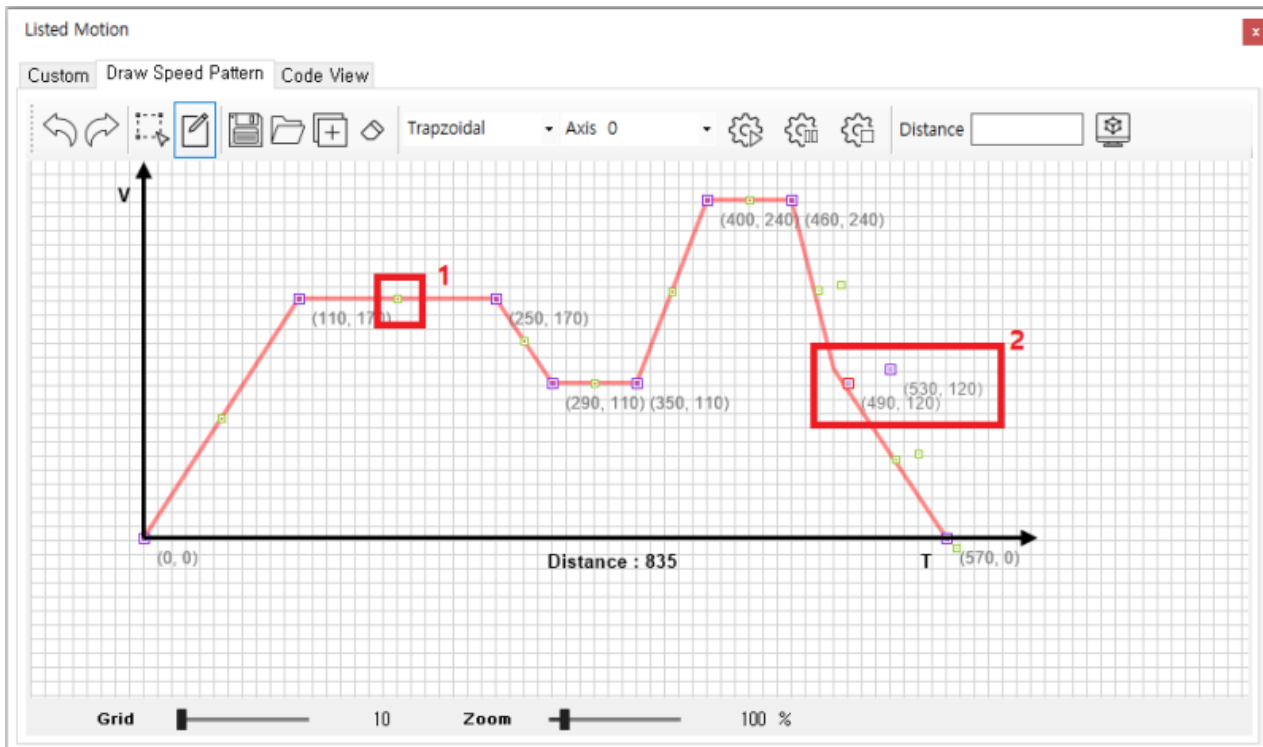 Listed Motion
x
Custom Draw Speed Pattern Code View
Trapzoidal Axis 0 Distance
V
1
(400, 240) (460, 240)
(110, 170) (250, 170)
2
(530, 120)
(290, 110) (350, 110) (490, 120)
(0, 0) Distance : 835 T (570, 0)
Grid 10 Zoom 100 %